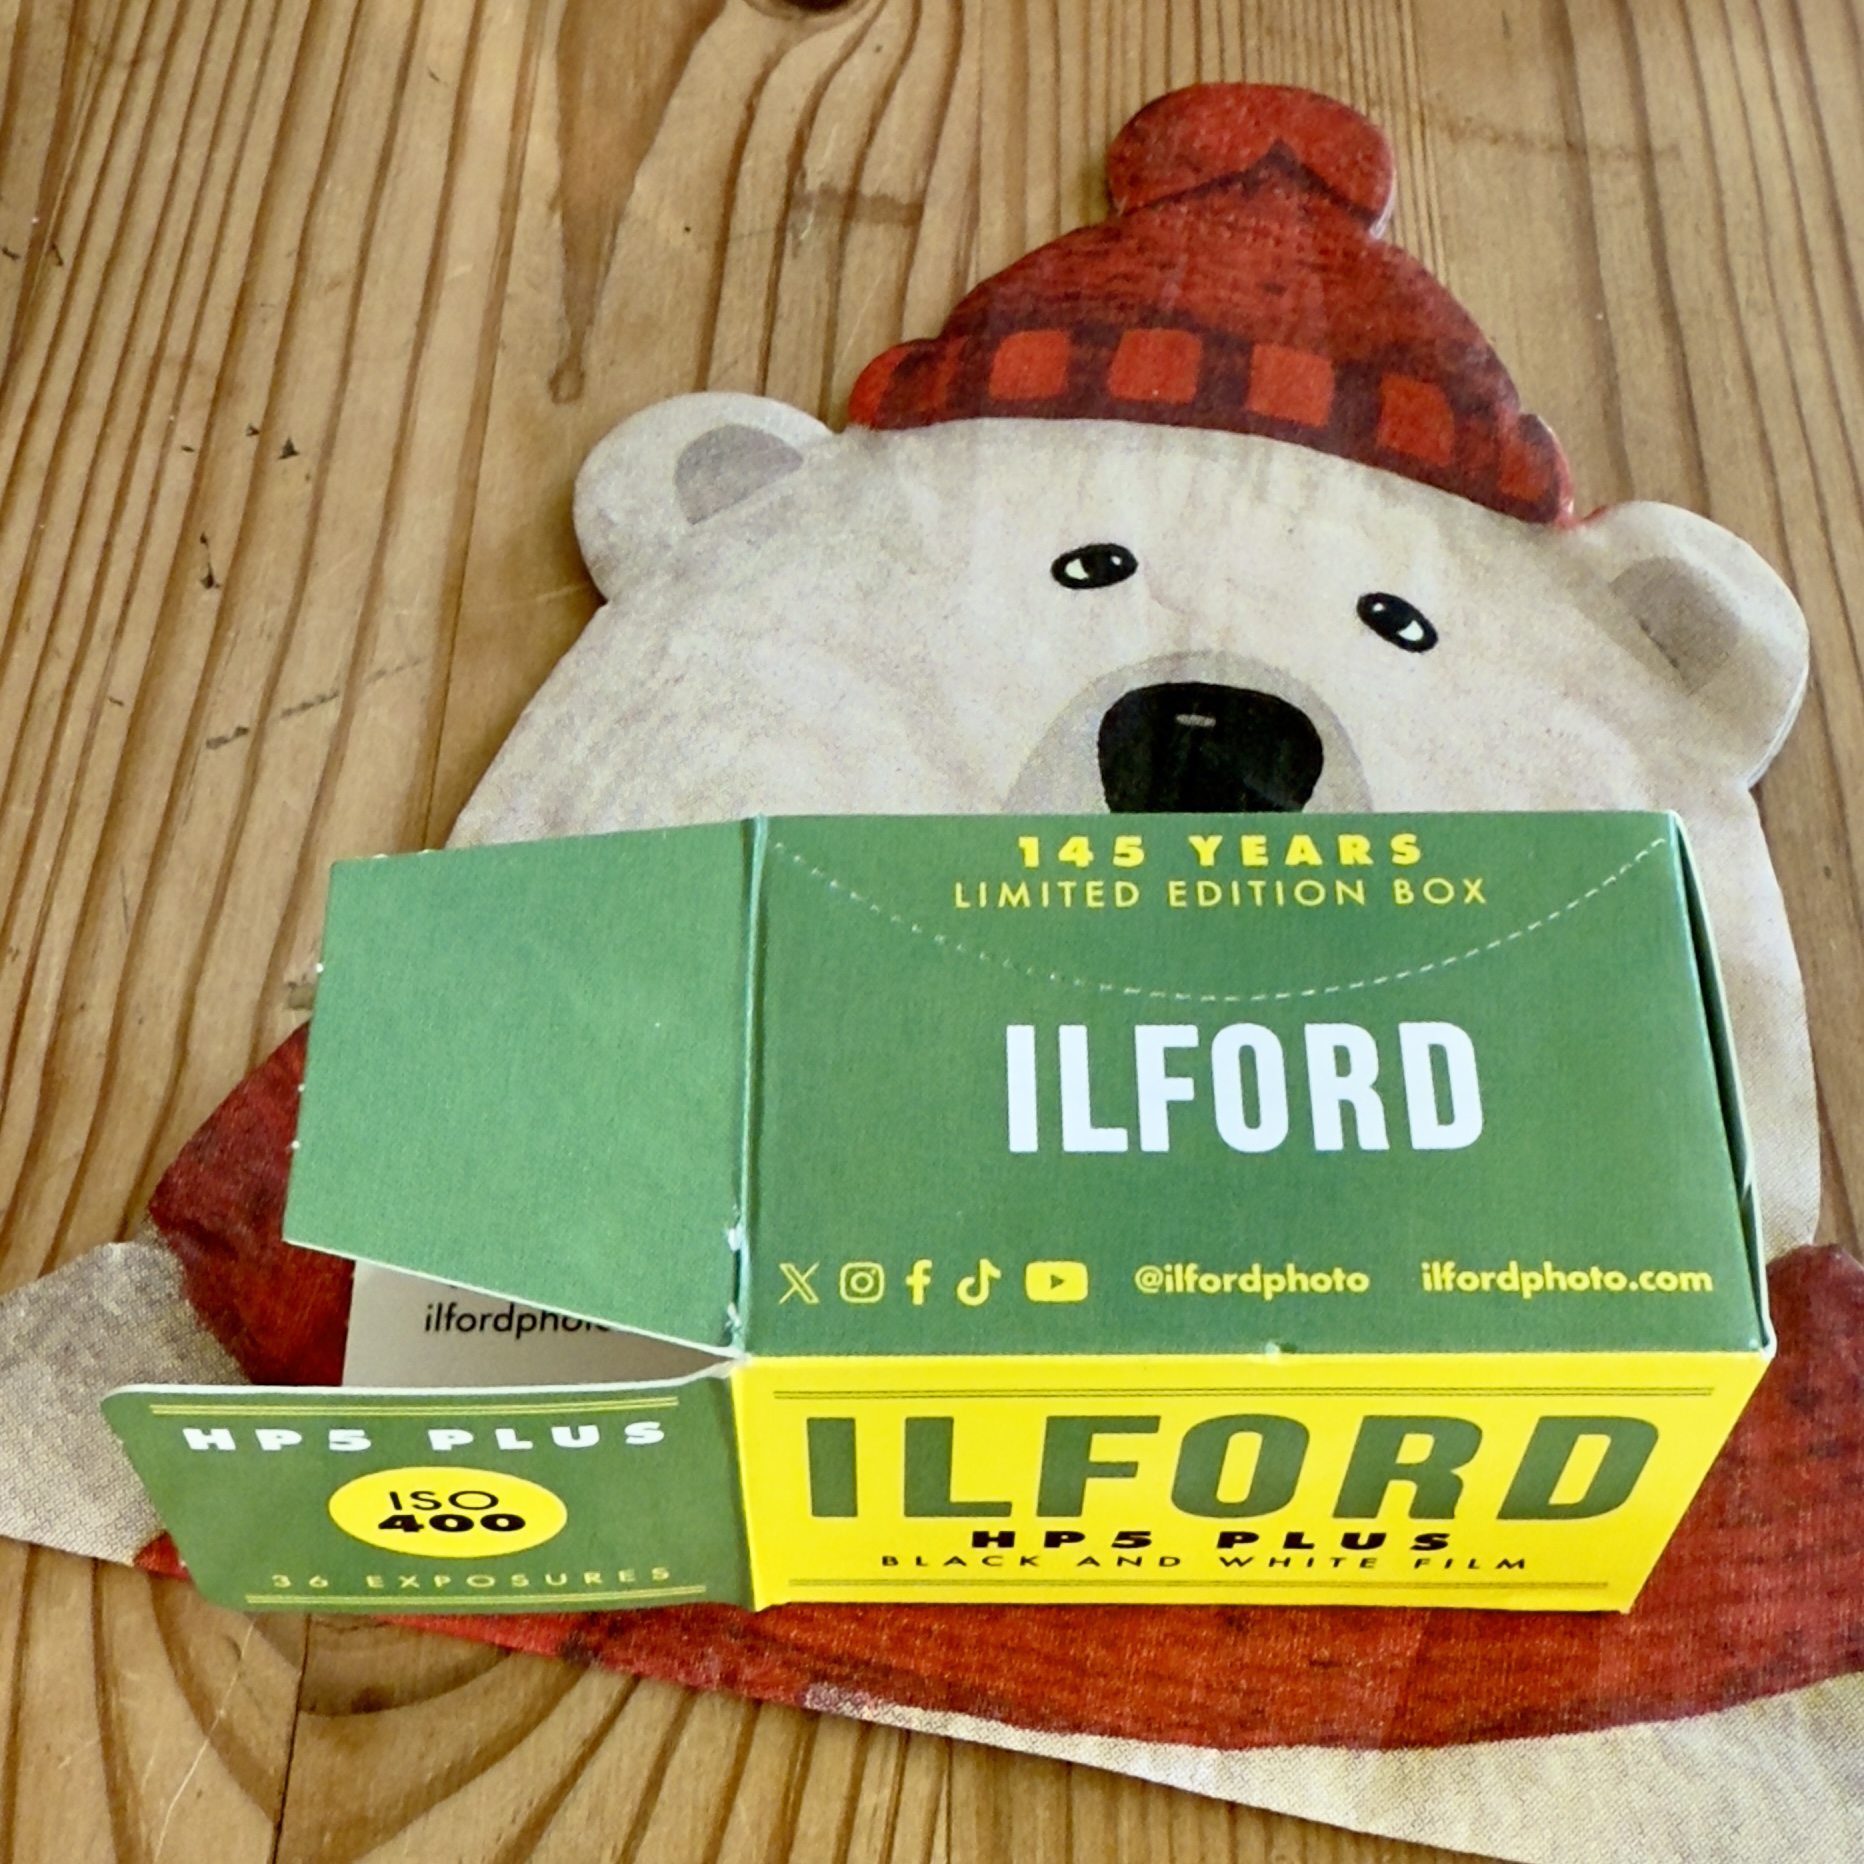 145 YEARS
LIMITED EDITION BOX
ILFORD
@ilfordphoto ilfordphoto.com
HP5 PLUS
ISO
400
36 EXPOSURES
ILFORD
HP5 PLUS
BLACK AND WHITE FILM